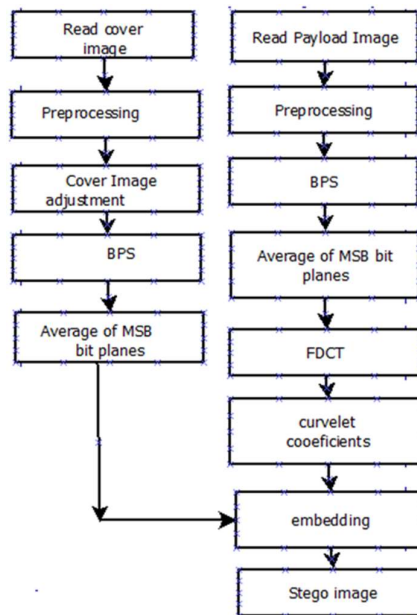 Read cover
image
Preprocessing
Cover Image
adjustment
BPS
Average of MSB
bit planes
Read Payload Image
Preprocessing
BPS
Average of MSB bit
planes
FDCT
curvelet
cooeficients
embedding
Stego image